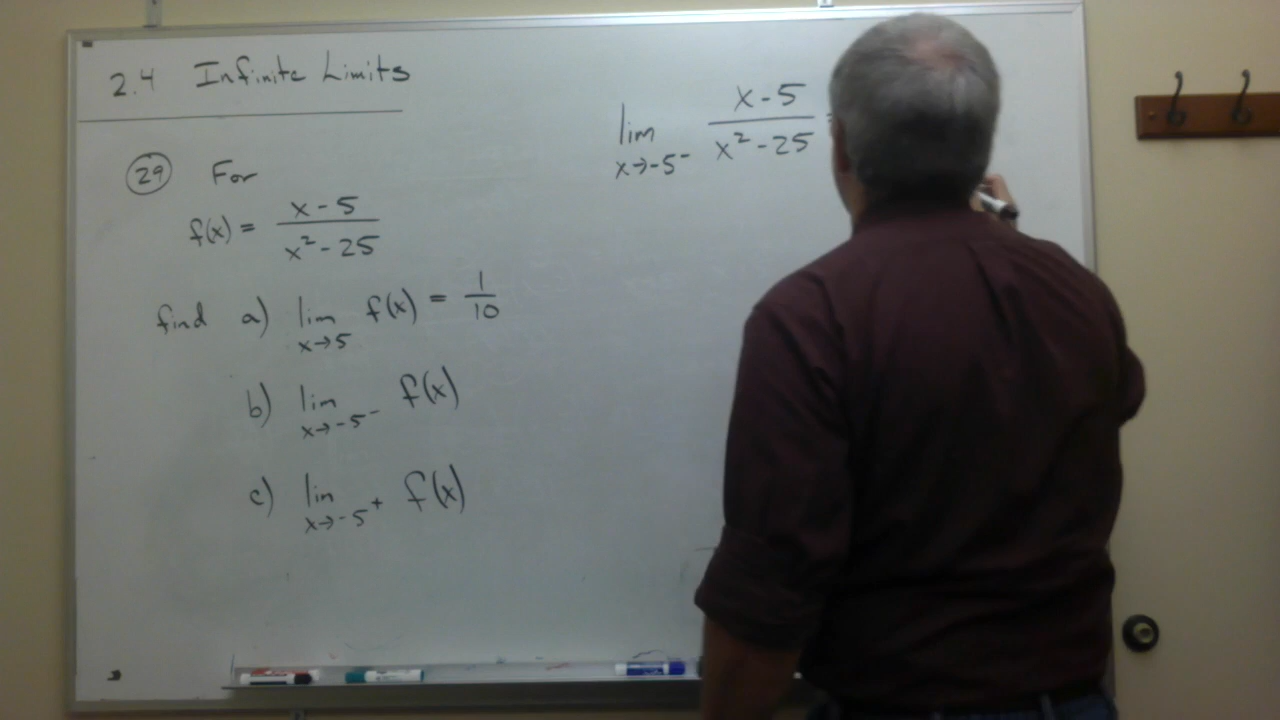 2.4 Infinite Limits
29 For
f(x) = x - 5 / x² - 25
find a) lim x→5 f(x) = 1/10
b) lim x→-5⁻ f(x)
c) lim x→-5⁺ f(x)
lim x→-5⁻ x - 5 / x² - 25